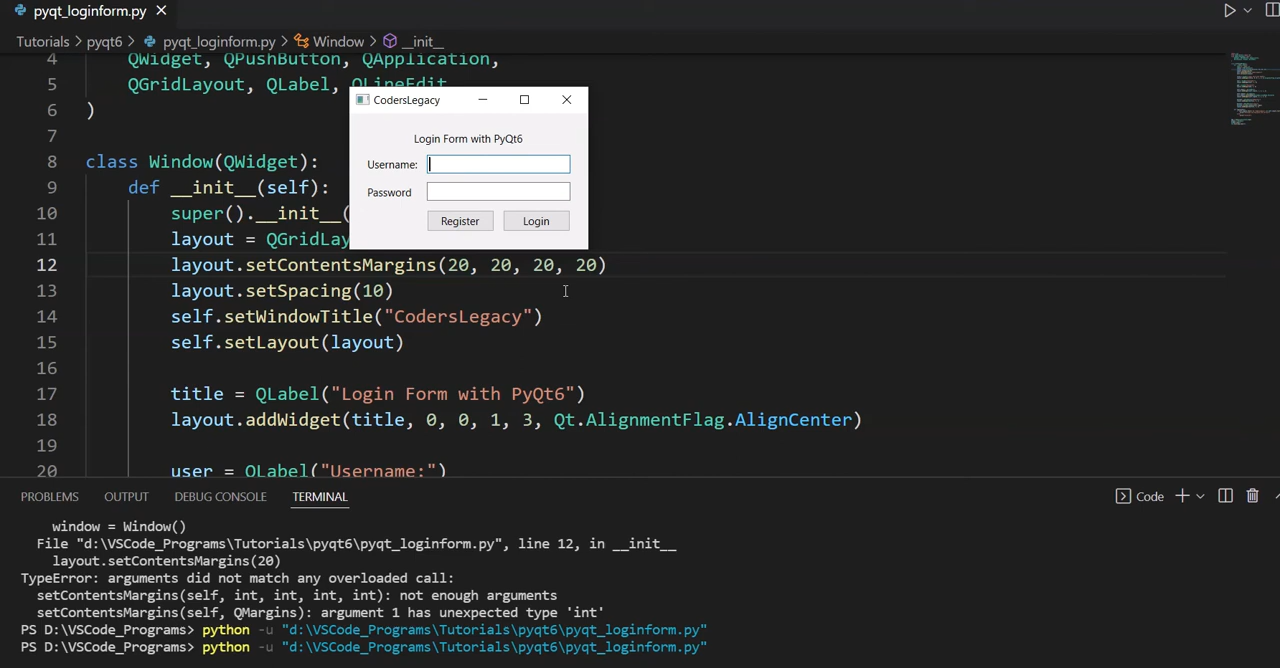 pyqt_loginform.py
Tutorials > pyqt6 > pyqt_loginform.py > Window > __init__
4 QWidget, QPushButton, QApplication,
5 QGridLayout, QLabel, QLineEdit
6 )
7
8 class Window(QWidget):
9 def __init__(self):
10 super().__init__(
11 layout = QGridLay
12 layout.setContentsMargins(20, 20, 20, 20)
13 layout.setSpacing(10)
14 self.setWindowTitle("CodersLegacy")
15 self.setLayout(layout)
16
17 title = QLabel("Login Form with PyQt6")
18 layout.addWidget(title, 0, 0, 1, 3, Qt.AlignmentFlag.AlignCenter)
19
20 user = QLabel("Username:")
CodersLegacy
Login Form with PyQt6
Username:
Password
Register Login
PROBLEMS OUTPUT DEBUG CONSOLE TERMINAL Code
window = Window()
File "d:\VSCode_Programs\Tutorials\pyqt6\pyqt_loginform.py", line 12, in __init__
layout.setContentsMargins(20)
TypeError: arguments did not match any overloaded call:
setContentsMargins(self, int, int, int, int): not enough arguments
setContentsMargins(self, QMargins): argument 1 has unexpected type 'int'
PS D:\VSCode_Programs> python -u "d:\VSCode_Programs\Tutorials\pyqt6\pyqt_loginform.py"
PS D:\VSCode_Programs> python -u "d:\VSCode_Programs\Tutorials\pyqt6\pyqt_loginform.py"